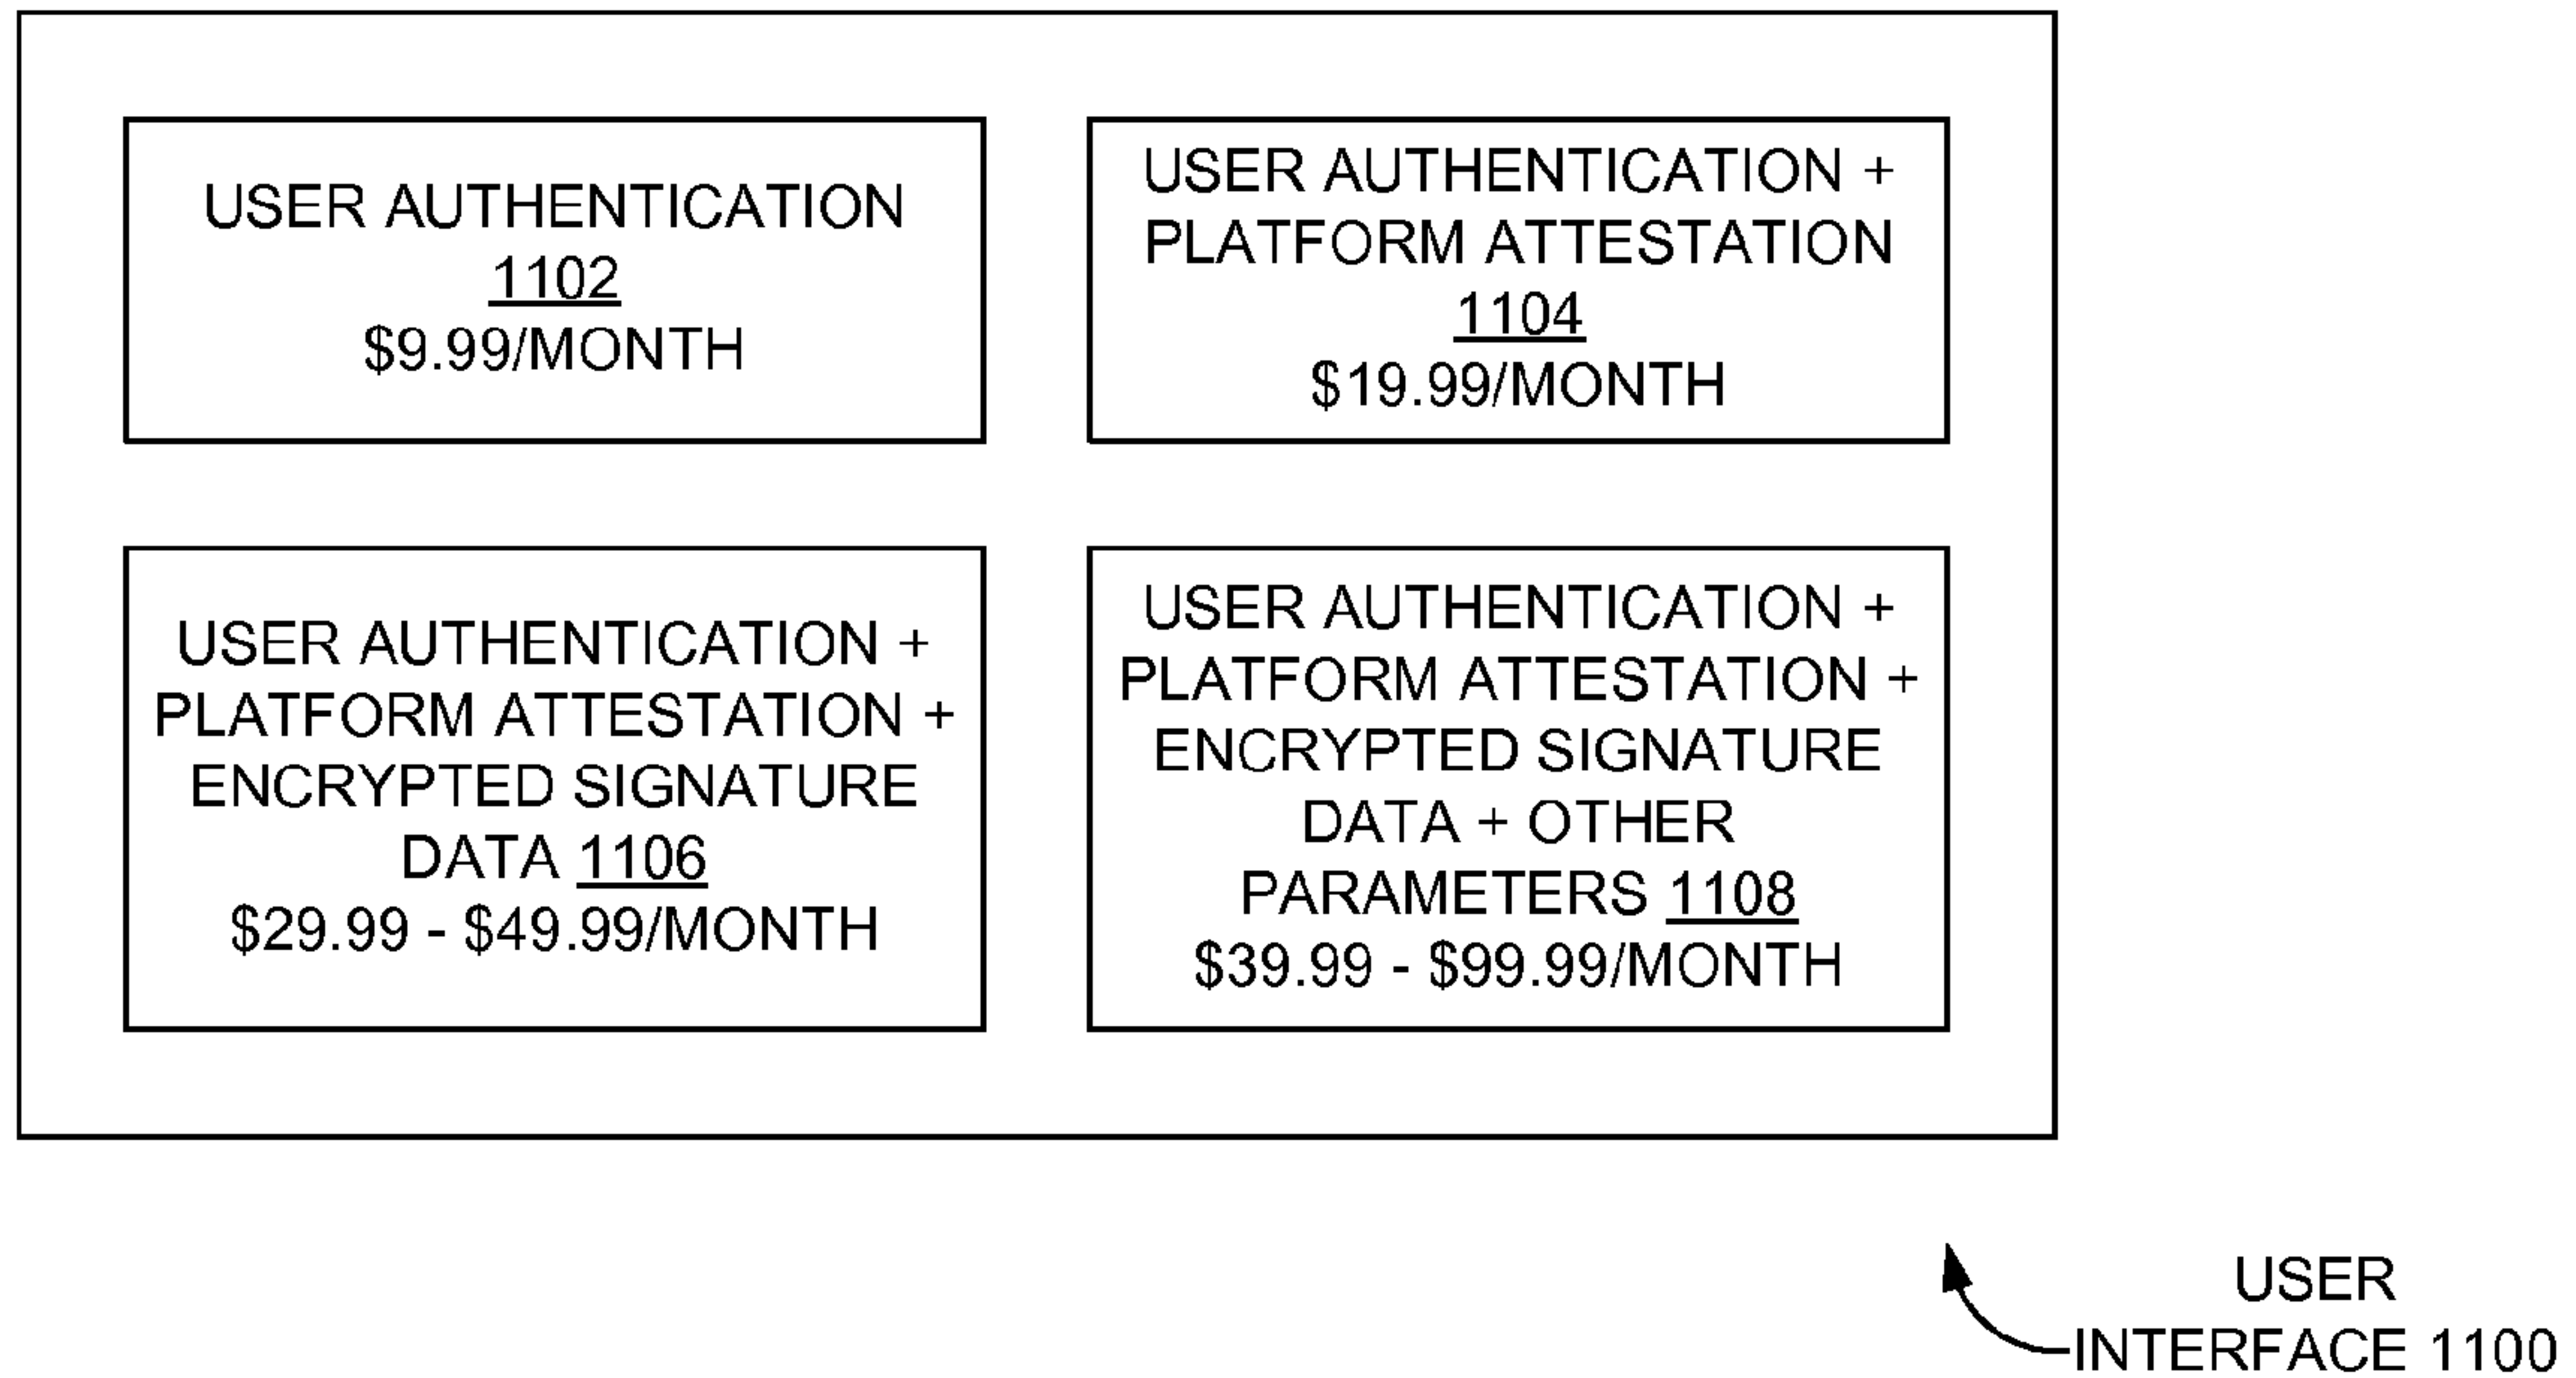 USER AUTHENTICATION
1102
$9.99/MONTH
USER AUTHENTICATION +
PLATFORM ATTESTATION
1104
$19.99/MONTH
USER AUTHENTICATION +
PLATFORM ATTESTATION +
ENCRYPTED SIGNATURE
DATA 1106
$29.99 - $49.99/MONTH
USER AUTHENTICATION +
PLATFORM ATTESTATION +
ENCRYPTED SIGNATURE
DATA + OTHER
PARAMETERS 1108
$39.99 - $99.99/MONTH
USER
INTERFACE 1100